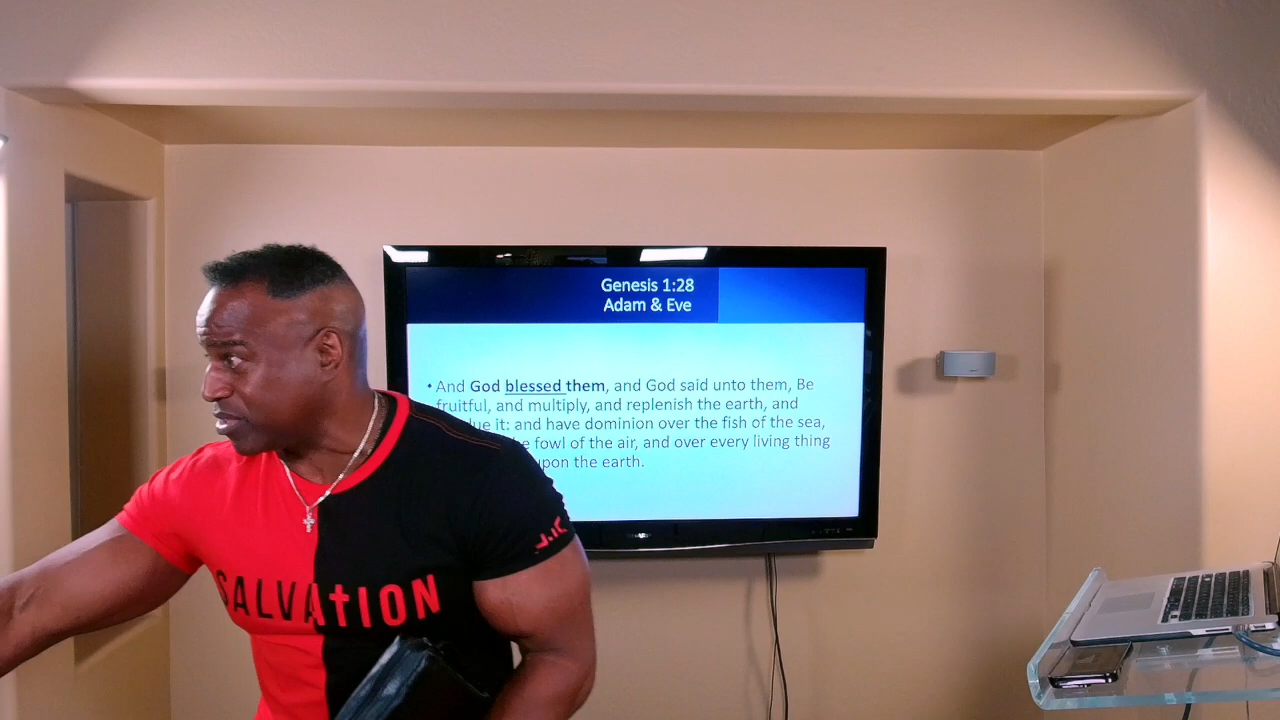 Genesis 1:28
Adam & Eve
• And God blessed them, and God said unto them, Be
fruitful, and multiply, and replenish the earth, and
ue it: and have dominion over the fish of the sea,
fowl of the air, and over every living thing
upon the earth.
SALVATION